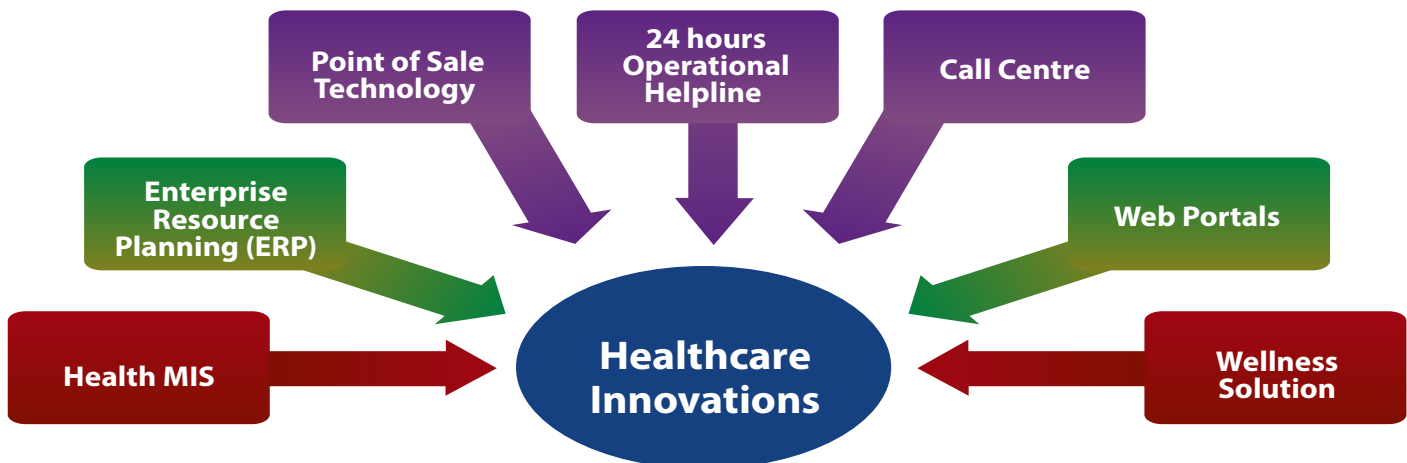 Point of Sale
Technology
24 hours
Operational
Helpline
Call Centre
Enterprise
Resource
Planning (ERP)
Web Portals
Health MIS
Healthcare
Innovations
Wellness
Solution